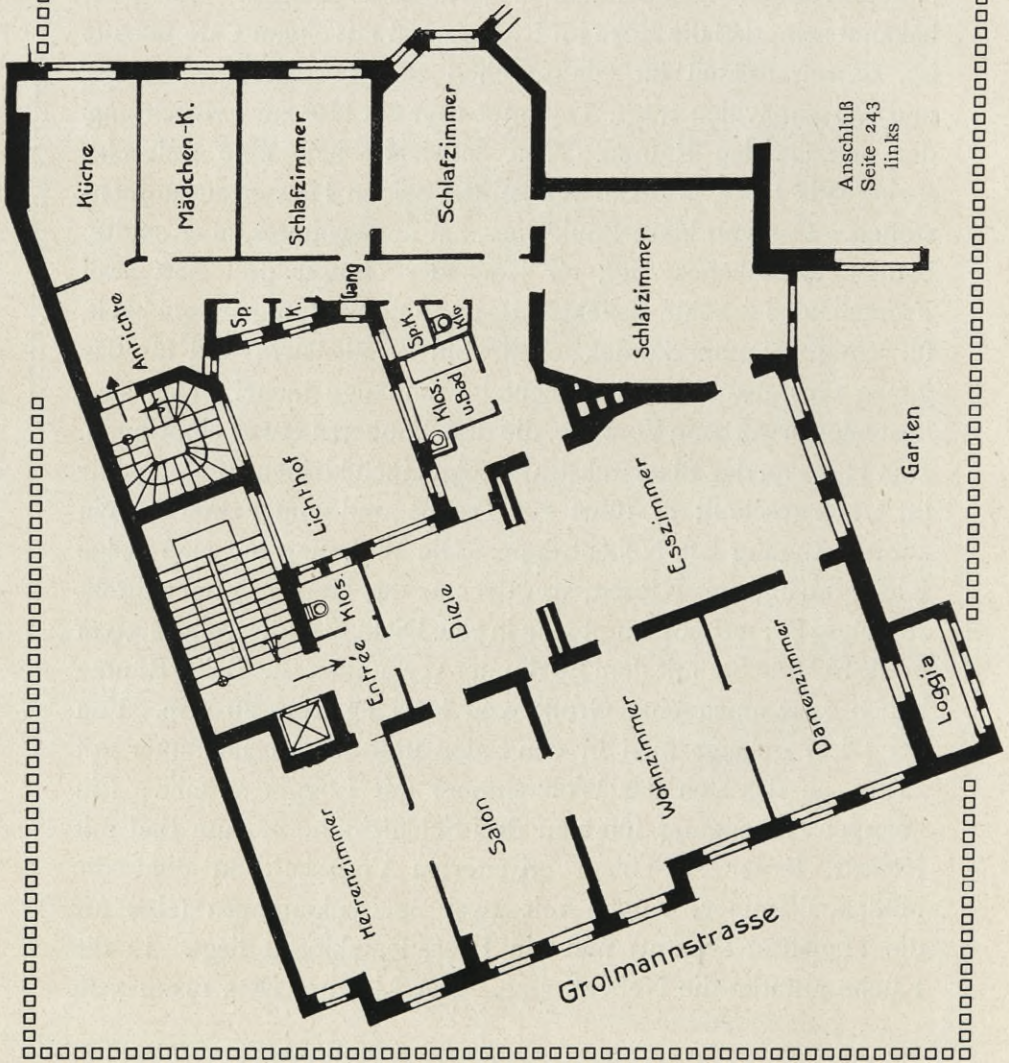 Küche
Mädchen-K.
Schlafzimmer
Schlafzimmer
Anschluß
Seite 243
links
Anrichte
Sp.
K.
Gang
Sp.K.
Klo.
Klos.
u.Bad
Schlafzimmer
Lichthof
Klos.
Entrée
Diele
Esszimmer
Garten
Herrenzimmer
Salon
Wohnzimmer
Damenzimmer
Loggia
Grolmannstrasse